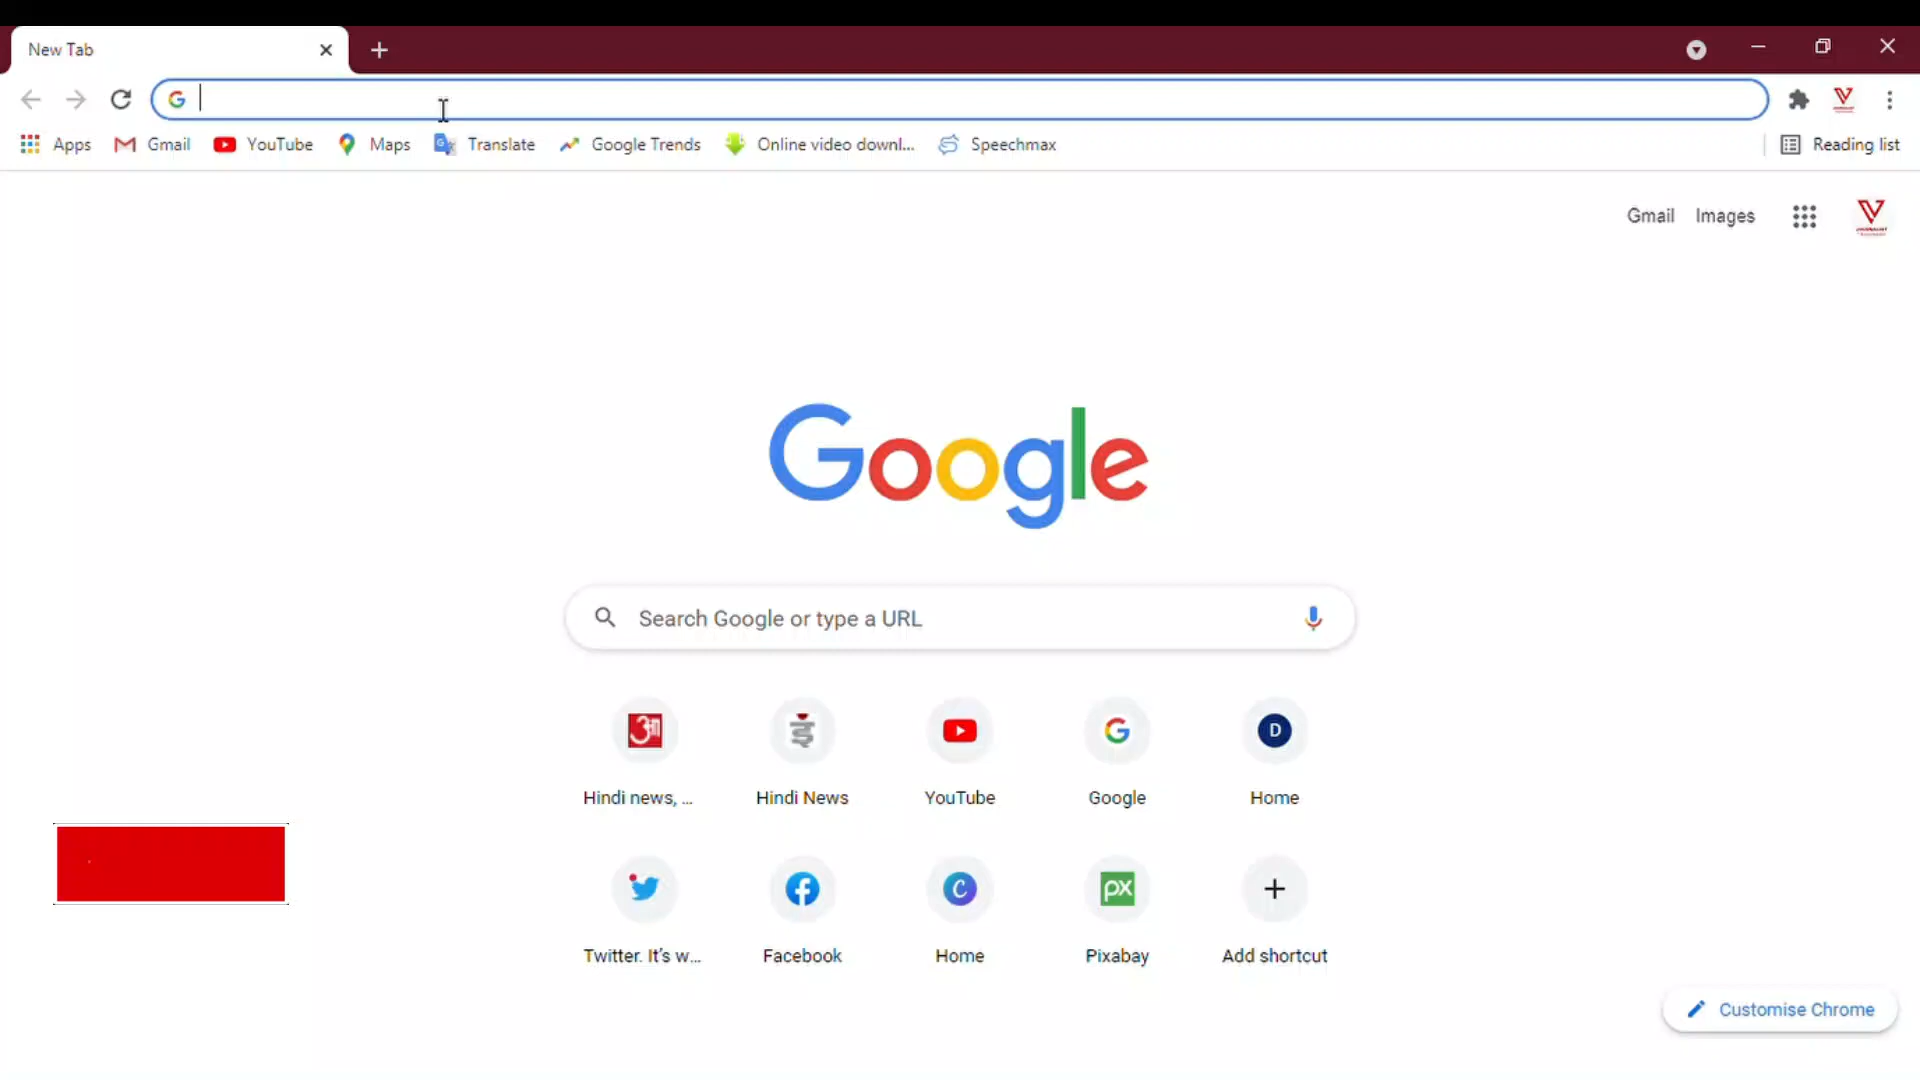 New Tab
Apps Gmail YouTube Maps Translate Google Trends Online video downl... Speechmax Reading list
Gmail Images
Google
Search Google or type a URL
Hindi news, ... Hindi News YouTube Google Home
Twitter. It's w... Facebook Home Pixabay Add shortcut
Customise Chrome